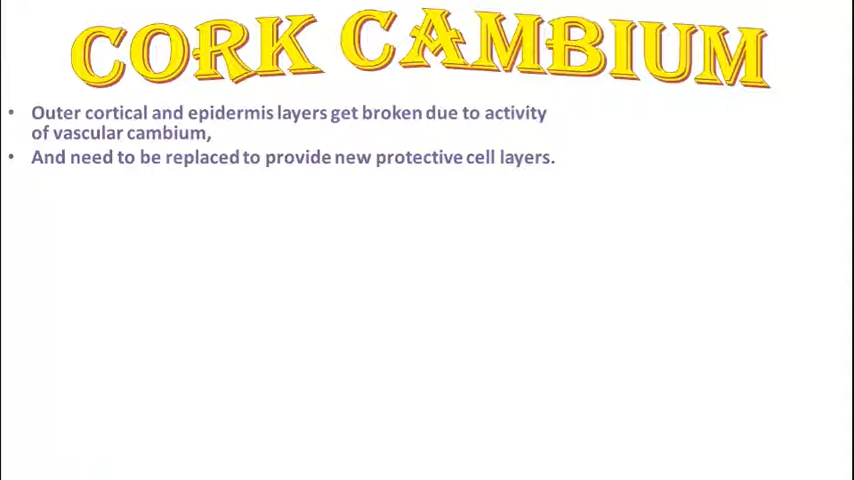 CORK CAMBIUM
• Outer cortical and epidermis layers get broken due to activity
of vascular cambium,
• And need to be replaced to provide new protective cell layers.